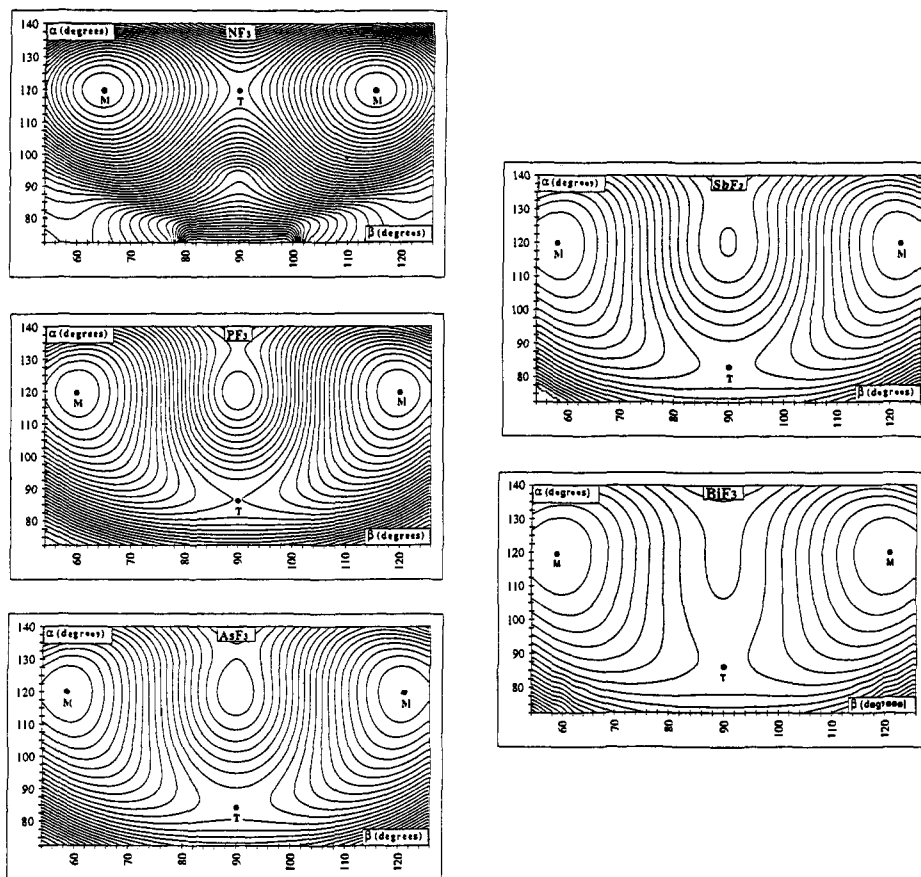 140 α (degrees) NF3
130
120 M T M
110
100
90
80 β (degrees)
60 70 80 90 100 110 120
140 α (degrees) PF3
130
120 M M
110
100
90
80 T β (degrees)
60 70 80 90 100 110 120
140 α (degrees) AsF3
130
120 M M
110
100
90
80 T β (degrees)
60 70 80 90 100 110 120
140 α (degrees) SbF3
130
120 M M
110
100
90
80 T β (degrees)
60 70 80 90 100 110 120
140 α (degrees) BiF3
130
120 M M
110
100
90
80 T β (degrees)
60 70 80 90 100 110 120